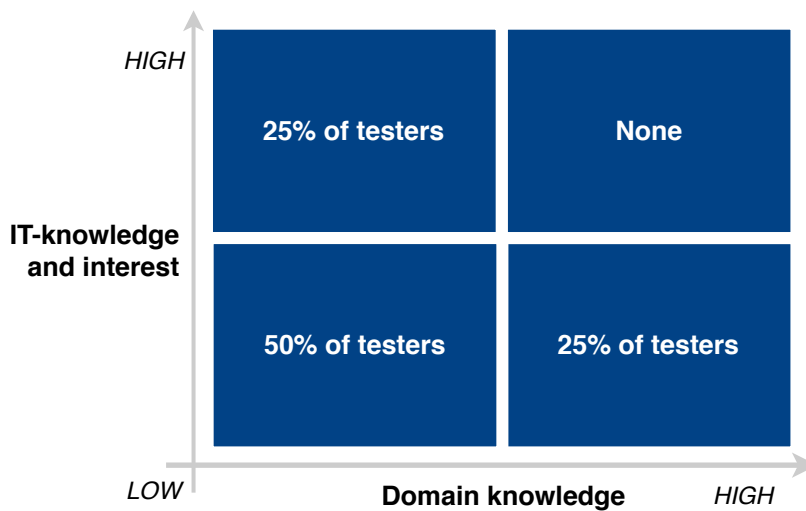 HIGH
25% of testers
None
IT-knowledge
and interest
50% of testers
25% of testers
LOW
Domain knowledge
HIGH